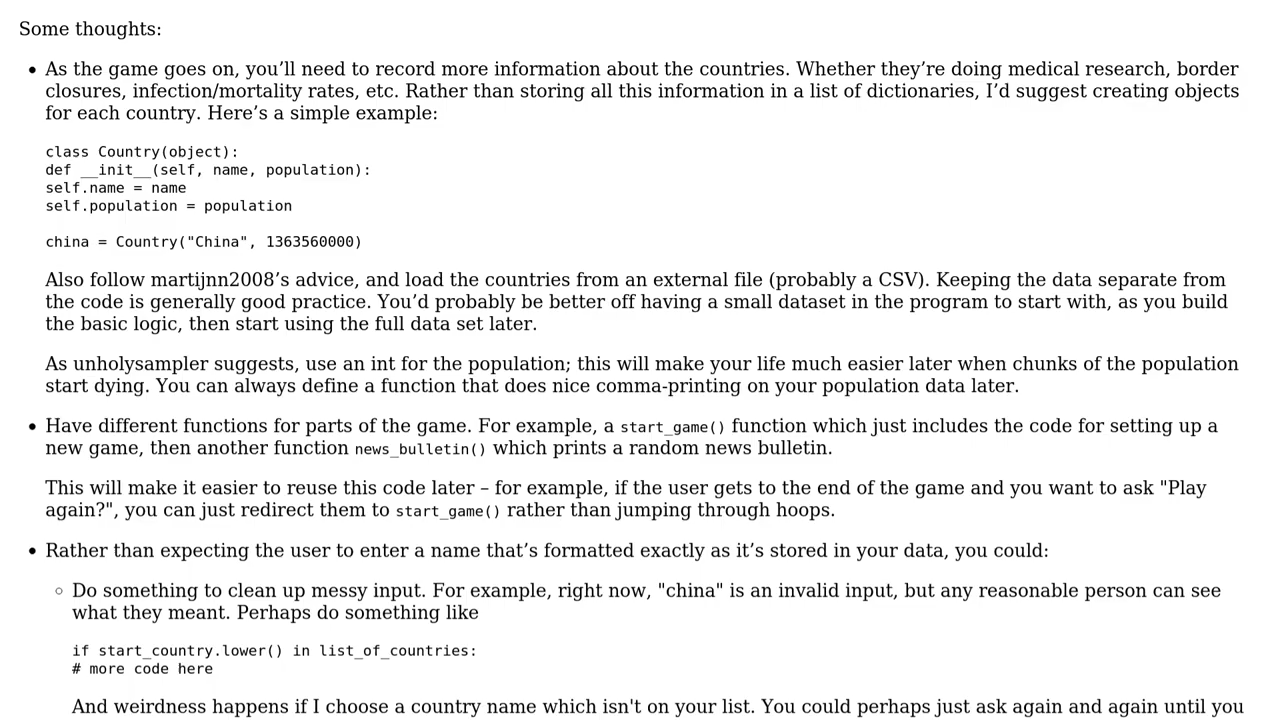 Some thoughts:
• As the game goes on, you’ll need to record more information about the countries. Whether they’re doing medical research, border
closures, infection/mortality rates, etc. Rather than storing all this information in a list of dictionaries, I’d suggest creating objects
for each country. Here’s a simple example:
class Country(object):
def __init__(self, name, population):
self.name = name
self.population = population
china = Country("China", 1363560000)
Also follow martijnn2008’s advice, and load the countries from an external file (probably a CSV). Keeping the data separate from
the code is generally good practice. You’d probably be better off having a small dataset in the program to start with, as you build
the basic logic, then start using the full data set later.
As unholysampler suggests, use an int for the population; this will make your life much easier later when chunks of the population
start dying. You can always define a function that does nice comma-printing on your population data later.
• Have different functions for parts of the game. For example, a start_game() function which just includes the code for setting up a
new game, then another function news_bulletin() which prints a random news bulletin.
This will make it easier to reuse this code later – for example, if the user gets to the end of the game and you want to ask "Play
again?", you can just redirect them to start_game() rather than jumping through hoops.
• Rather than expecting the user to enter a name that’s formatted exactly as it’s stored in your data, you could:
◦ Do something to clean up messy input. For example, right now, "china" is an invalid input, but any reasonable person can see
what they meant. Perhaps do something like
if start_country.lower() in list_of_countries:
# more code here
And weirdness happens if I choose a country name which isn't on your list. You could perhaps just ask again and again until you